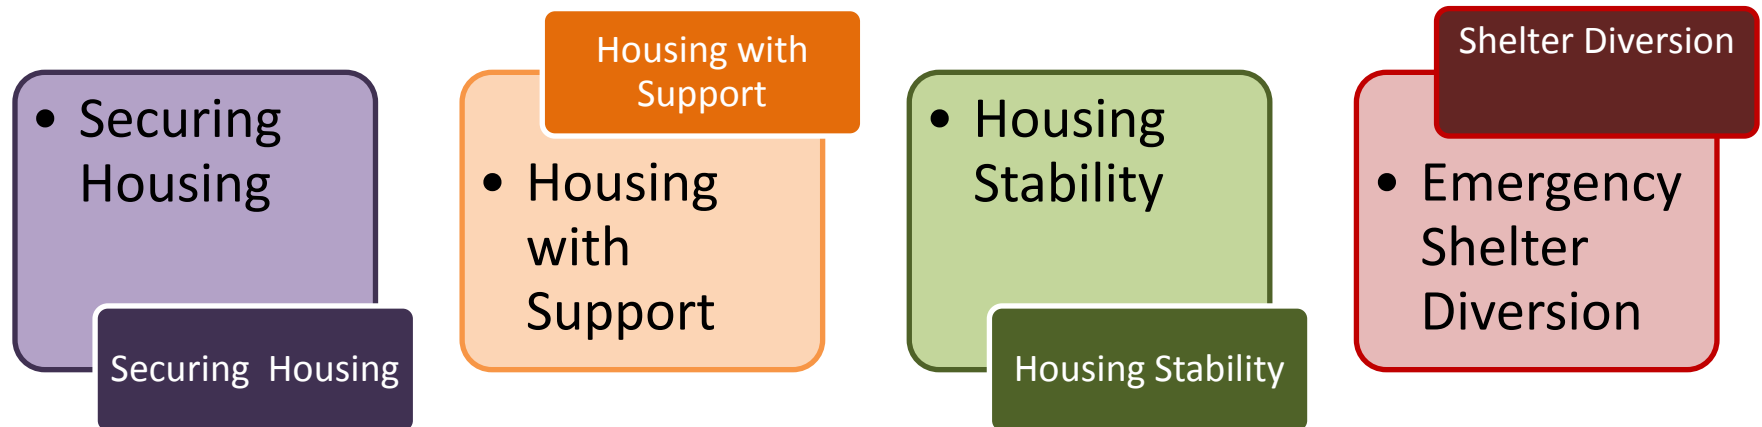 • Securing
Housing
Securing  Housing
Housing with
Support
• Housing
with
Support
• Housing
Stability
Housing Stability
Shelter Diversion
• Emergency
Shelter
Diversion